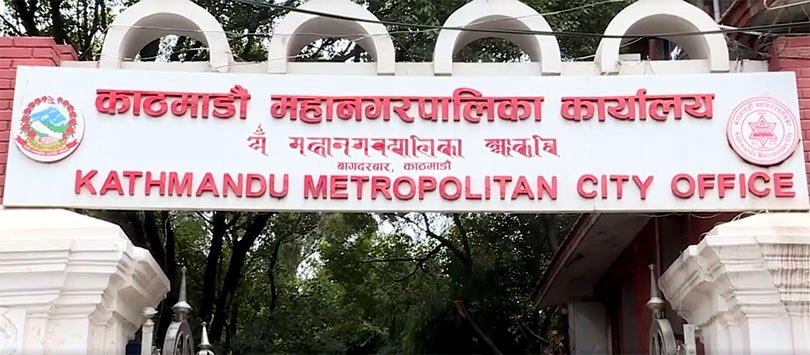 काठमाडौं महानगरपालिका कार्यालय
बागदरबार, काठमाडौं
KATHMANDU METROPOLITAN CITY OFFICE